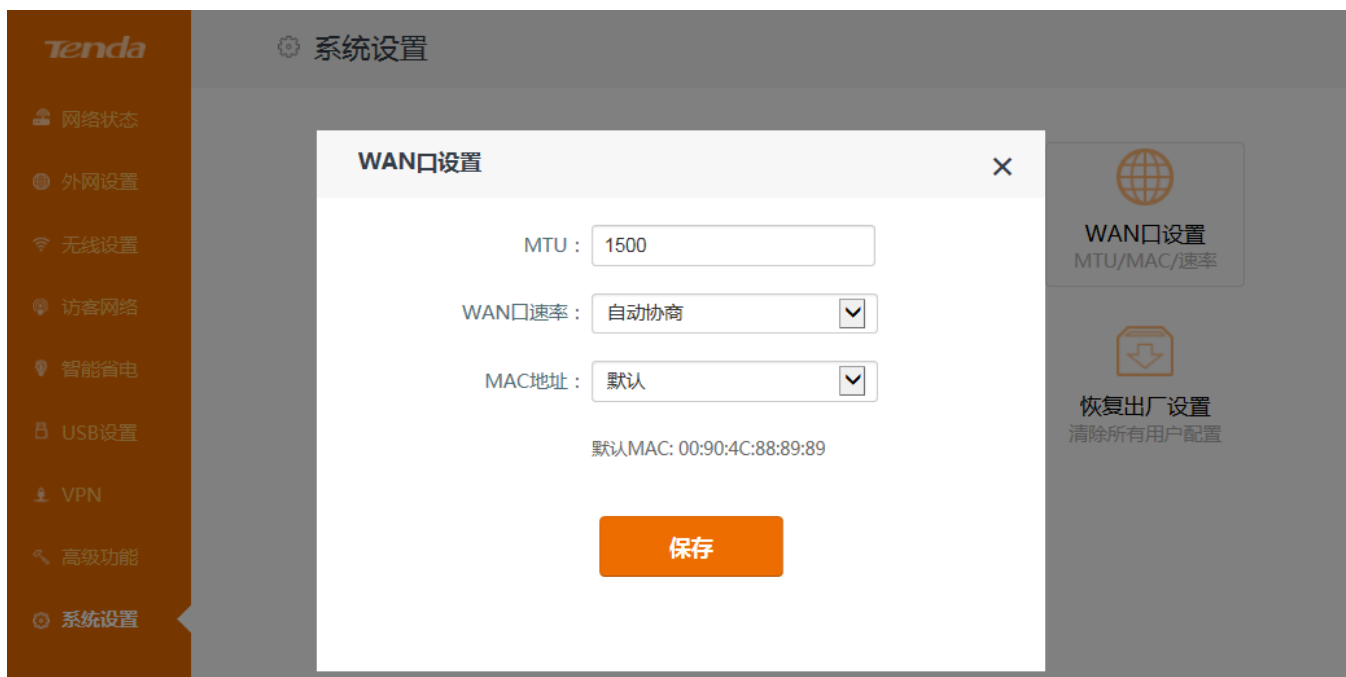 Tenda
系统设置
网络状态
外网设置
无线设置
访客网络
智能省电
USB设置
VPN
高级功能
系统设置
WAN口设置
MTU： 1500
WAN口速率： 自动协商
MAC地址： 默认
默认MAC: 00:90:4C:88:89:89
保存
WAN口设置
MTU/MAC/速率
恢复出厂设置
清除所有用户配置